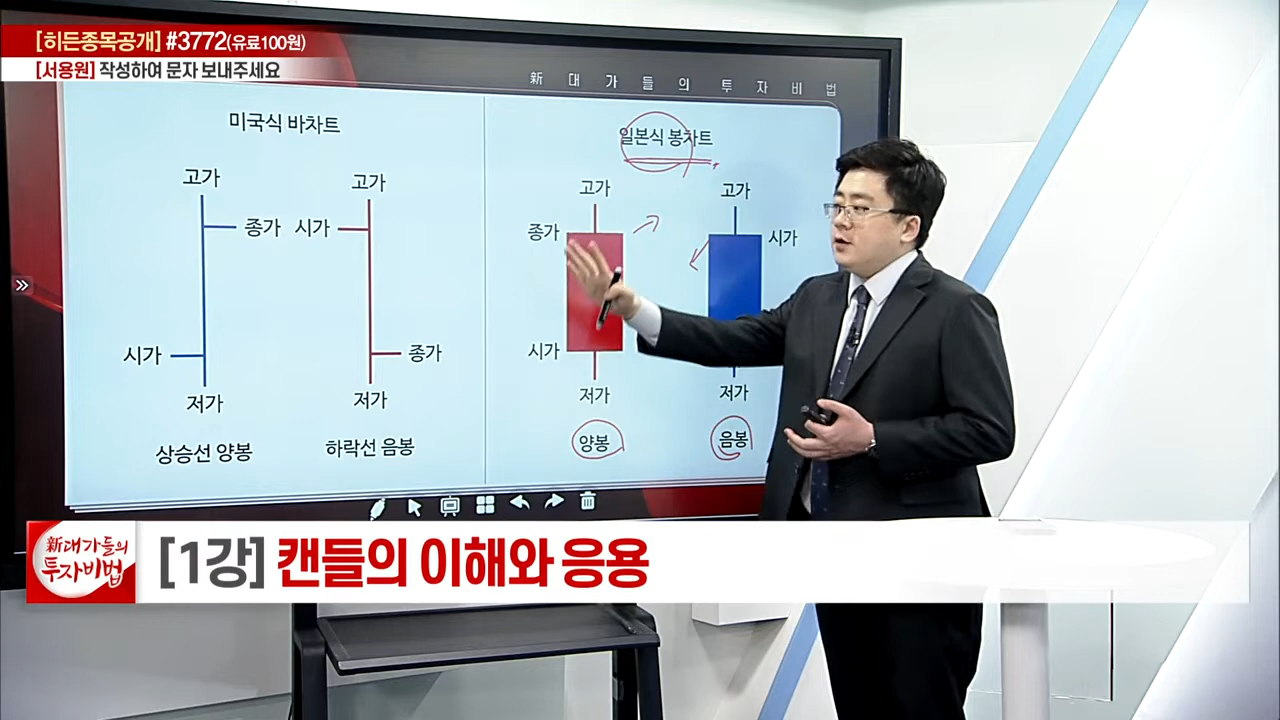 [히든종목공개] #3772(유료100원)
[서용원] 작성하여 문자 보내주세요
新 대 가 들 의 투 자 비 법
미국식 바차트
일본식 봉차트
고가
고가
고가
고가
종가
시가
종가
시가
시가
종가
시가
저가
저가
저가
저가
상승선 양봉
하락선 음봉
양봉
음봉
新대가들의
투자비법
[1강] 캔들의 이해와 응용